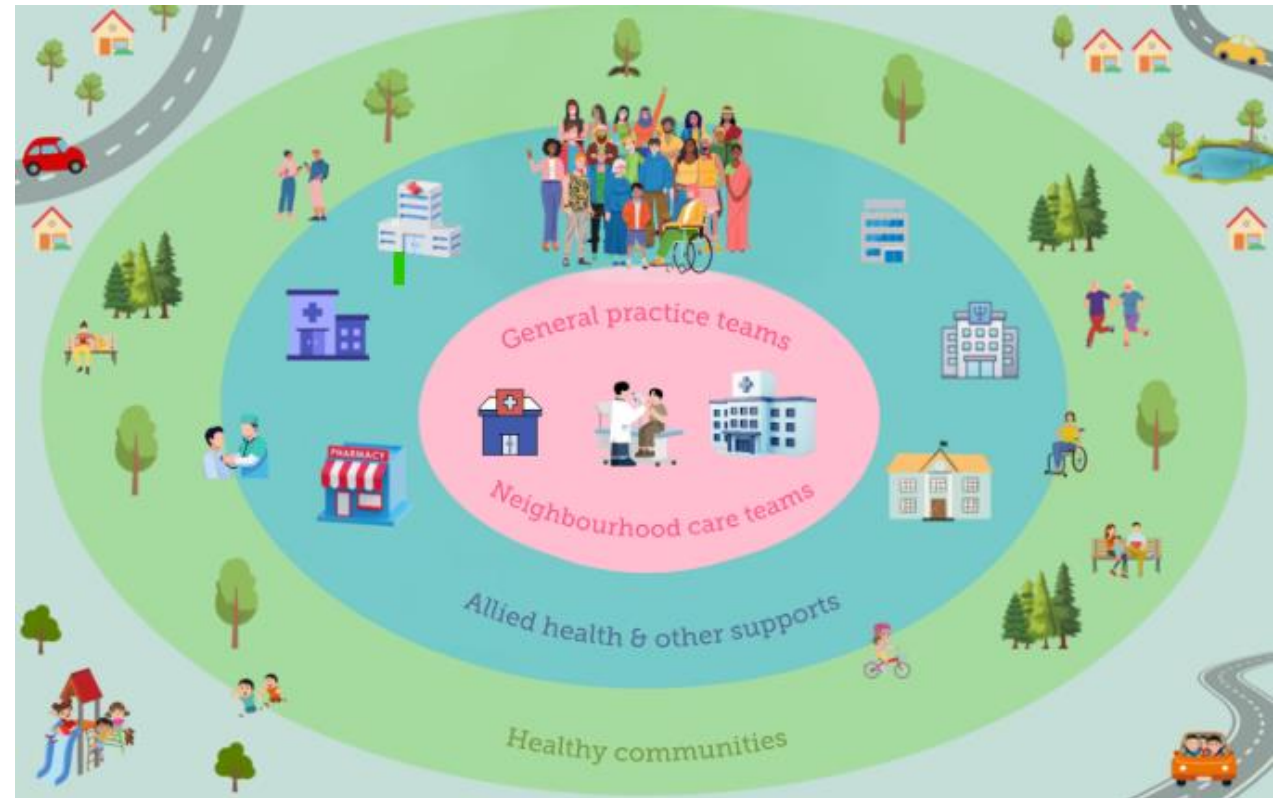 General practice teams
PHARMACY
Neighbourhood care teams
Allied health & other supports
Healthy communities